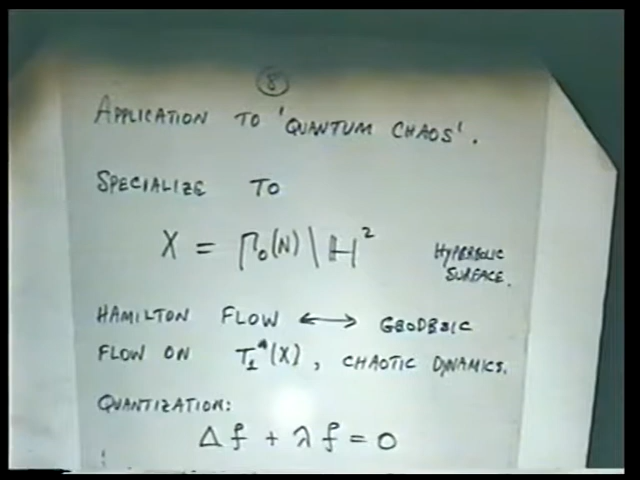 8
APPLICATION TO 'QUANTUM CHAOS'.
SPECIALIZE TO
X = Γ₀(N) \ ℍ²
HYPERBOLIC
SURFACE.
HAMILTON FLOW ↔ GEODESIC
FLOW ON T₁*(X), CHAOTIC DYNAMICS.
QUANTIZATION:
Δf + λf = 0